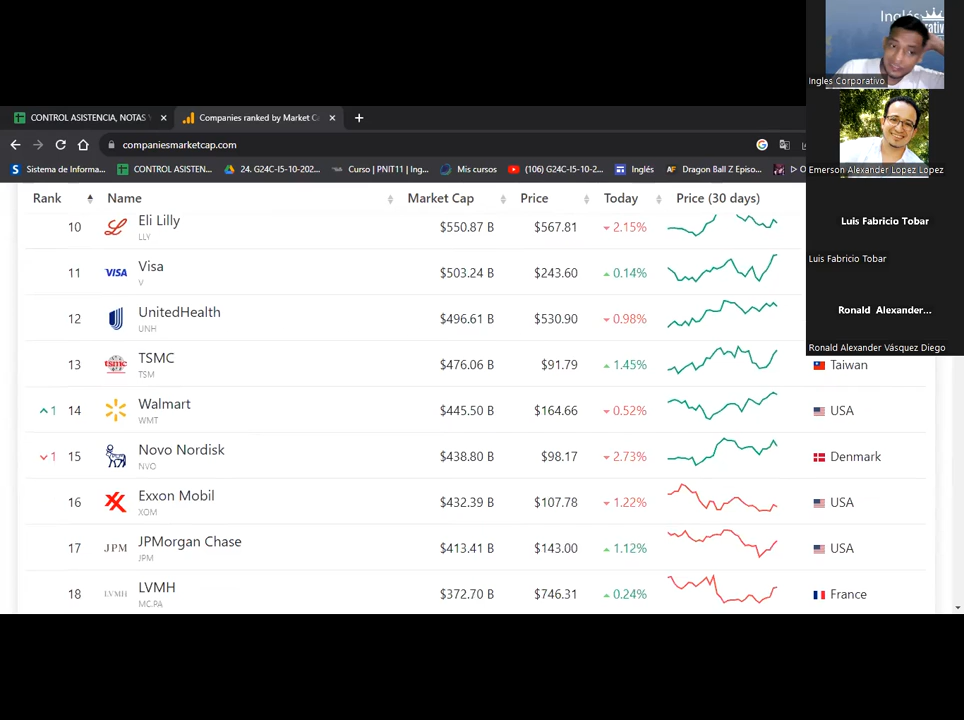 Inglés
CONTROL ASISTENCIA, NOTAS
Companies ranked by Market C
companiesmarketcap.com
Ingles Corporativo
Sistema de Informa...
CONTROL ASISTEN...
24. G24C-I5-10-202...
Curso | PNIT11 | Ing...
Mis cursos
(106) G24C-I5-10-2...
Inglés
Dragon Ball Z Episo...
Emerson Alexander Lopez Lopez
Rank Name Market Cap Price Today Price (30 days)
10 Eli Lilly $550.87 B $567.81 2.15%
LLY
Luis Fabricio Tobar
Luis Fabricio Tobar
11 VISA Visa $503.24 B $243.60 0.14%
V
12 UnitedHealth $496.61 B $530.90 0.98%
UNH
Ronald Alexander...
Ronald Alexander Vásquez Diego
13 tsmc TSMC $476.06 B $91.79 1.45% Taiwan
TSM
1 14 Walmart $445.50 B $164.66 0.52% USA
WMT
1 15 Novo Nordisk $438.80 B $98.17 2.73% Denmark
NVO
16 Exxon Mobil $432.39 B $107.78 1.22% USA
XOM
17 JPM JPMorgan Chase $413.41 B $143.00 1.12% USA
JPM
18 LVMH LVMH $372.70 B $746.31 0.24% France
MC.PA